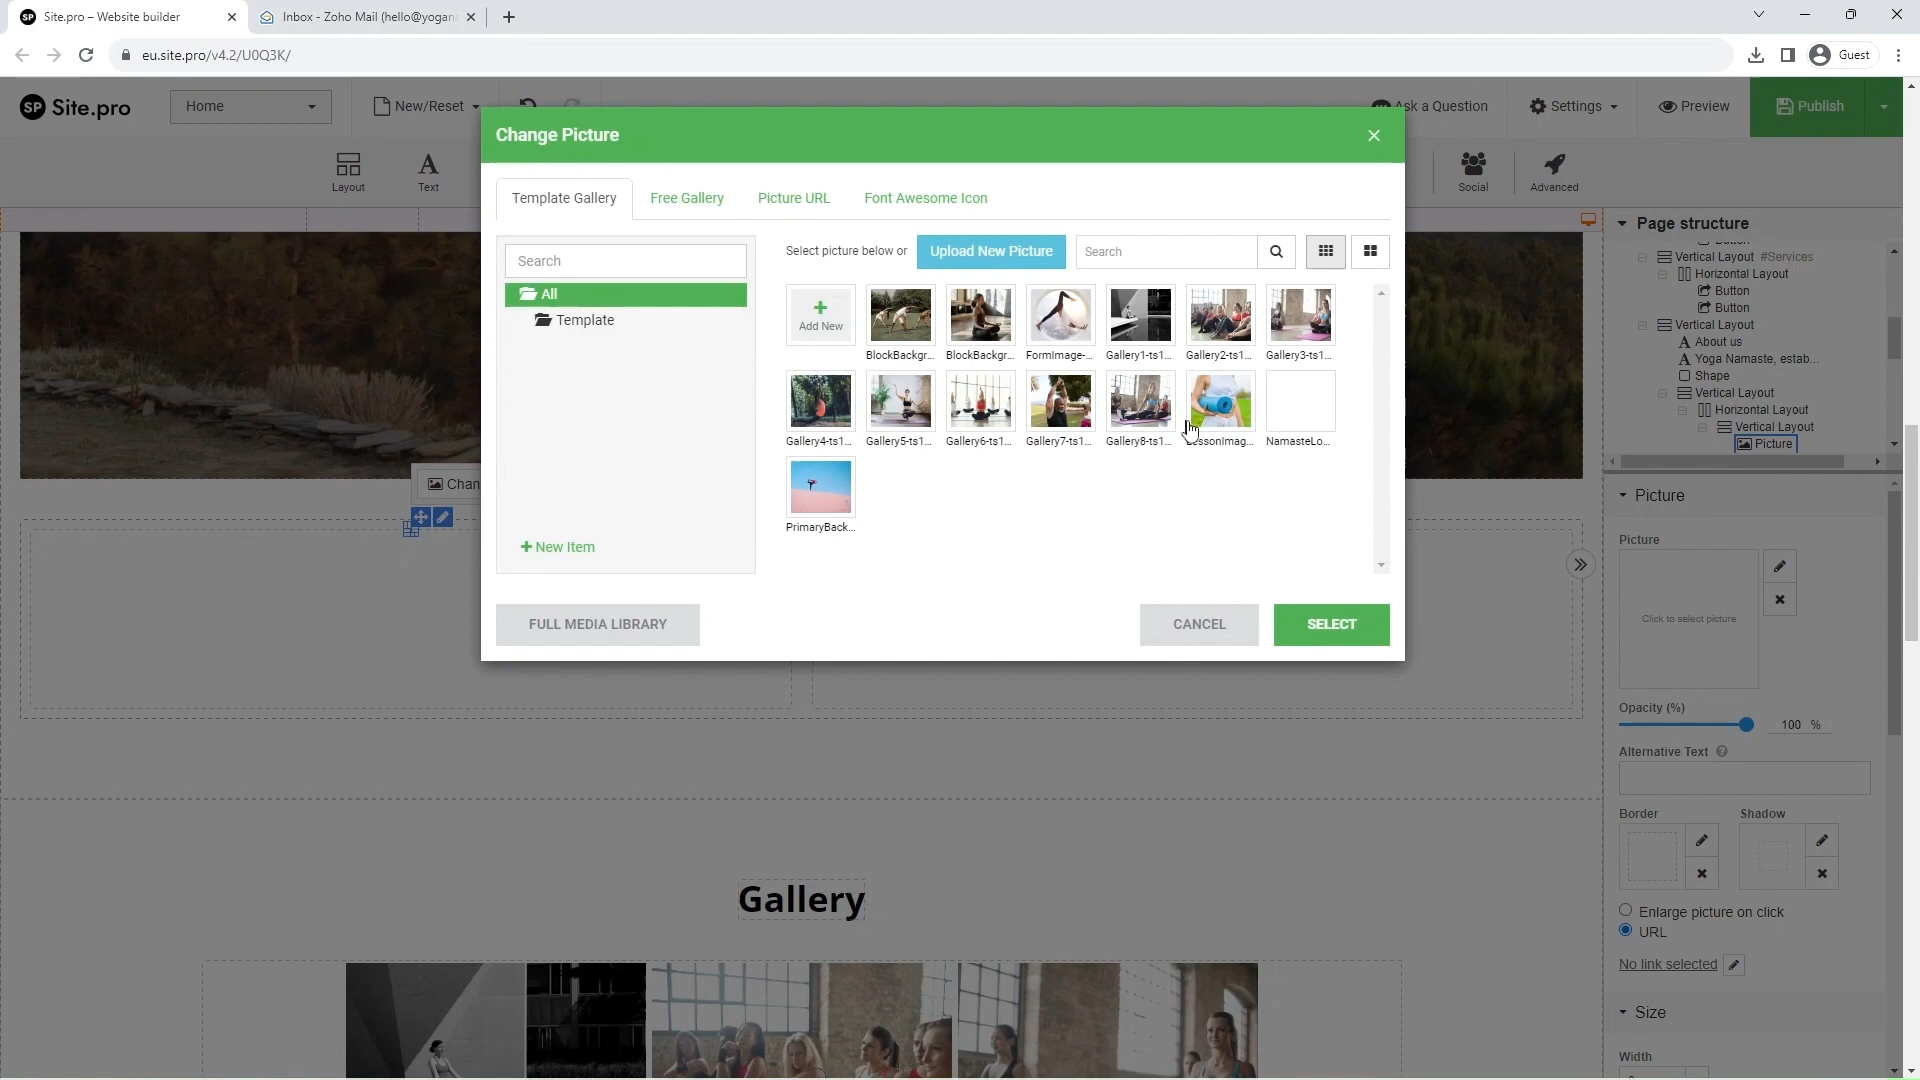 Site.pro – Website builder
Inbox - Zoho Mail (hello@yogan
eu.site.pro/v4.2/U0Q3K/
Guest
SP Site.pro
Home
New/Reset
Ask a Question
Settings
Preview
Publish
Layout
Text
Social
Advanced
Change Picture
Template Gallery
Free Gallery
Picture URL
Font Awesome Icon
Search
All
Template
+ New Item
Select picture below or
Upload New Picture
Search
Add New
BlockBackgr...
BlockBackgr...
FormImage-...
Gallery1-ts1...
Gallery2-ts1...
Gallery3-ts1...
Gallery4-ts1...
Gallery5-ts1...
Gallery6-ts1...
Gallery7-ts1...
Gallery8-ts1...
NamasteLo...
PrimaryBack...
FULL MEDIA LIBRARY
CANCEL
SELECT
Chan
Gallery
Page structure
Vertical Layout #Services
Horizontal Layout
Button
Button
Vertical Layout
A About us
A Yoga Namaste, estab...
Shape
Vertical Layout
Horizontal Layout
Vertical Layout
Picture
Picture
Picture
Click to select picture
Opacity (%)
100 %
Alternative Text
Border
Shadow
Enlarge picture on click
URL
No link selected
Size
Width